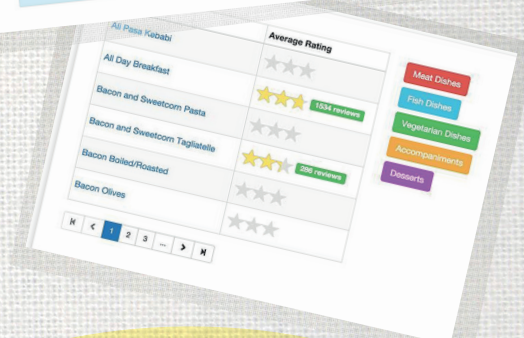 Average Rating
Ali Pasa Kebabi
All Day Breakfast
1534 reviews
Bacon and Sweetcorn Pasta
Bacon and Sweetcorn Tagliatelle
286 reviews
Bacon Boiled/Roasted
Bacon Olives
1 2 3 ...
Meat Dishes
Fish Dishes
Vegetarian Dishes
Accompaniments
Desserts